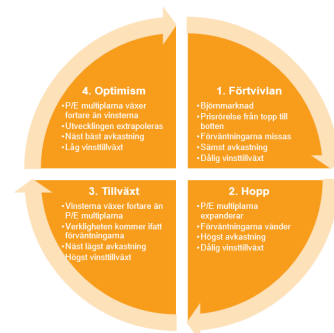 4. Optimism
• P/E multiplarna växer
fortare än vinsterna
• Utvecklingen extrapoleras
• Näst bäst avkastning
• Låg vinsttillväxt
1. Förtvivlan
• Björnmarknad
• Prisrörelse från topp till
botten
• Förväntningarna missas
• Sämst avkastning
• Dålig vinsttillväxt
3. Tillväxt
• Vinsterna växer fortare än
P/E multiplarna
• Verkligheten kommer ifatt
förväntningarna
• Näst lägst avkastning
• Högst vinsttillväxt
2. Hopp
• P/E multiplarna
expanderar
• Förväntningarna vänder
• Högst avkastning
• Dålig vinsttillväxt